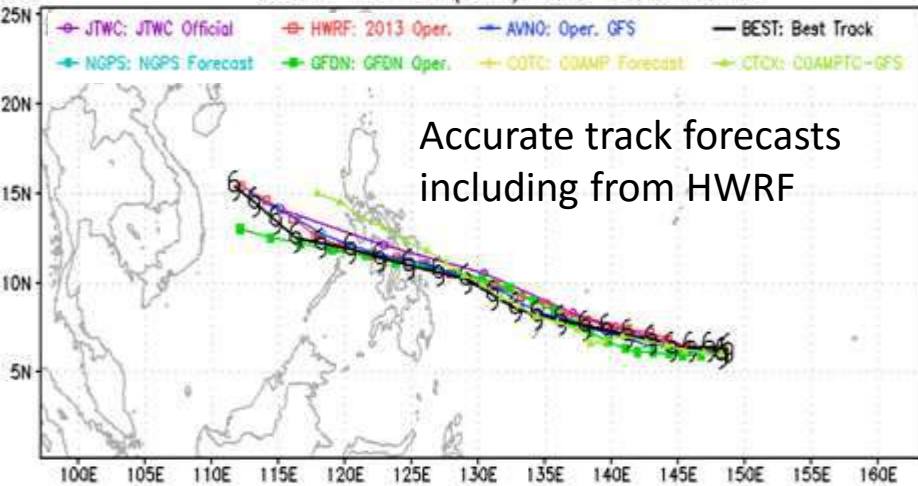 25N
JTWC: JTWC Official HWRF: 2013 Oper. AVNO: Oper. GFS BEST: Best Track
NGPS: NGPS Forecast GFDN: GFDN Oper. COTC: COAMP Forecast CTCX: COAMPTC-GFS
20N
Accurate track forecasts
including from HWRF
15N
10N
5N
100E 105E 110E 115E 120E 125E 130E 135E 140E 145E 150E 155E 160E